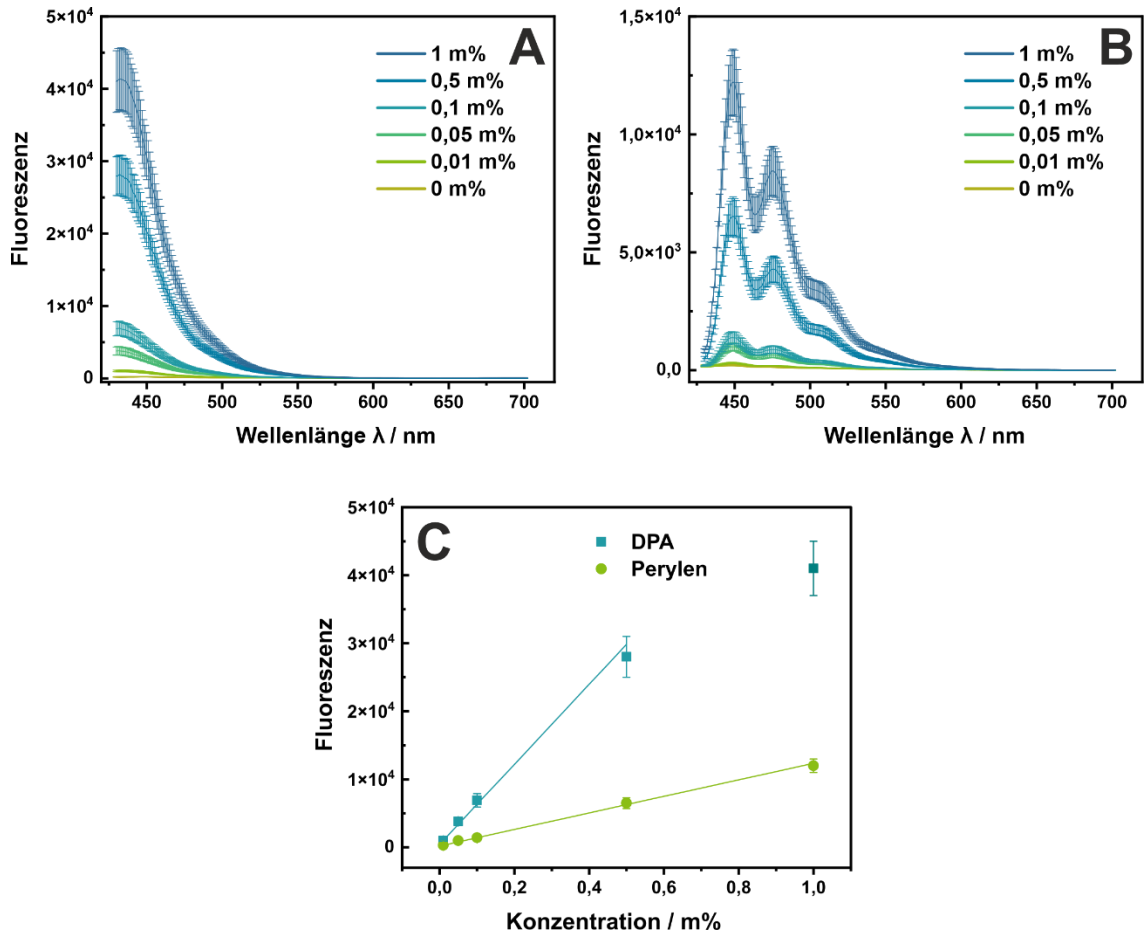 A
5×10⁴
4×10⁴
3×10⁴
2×10⁴
1×10⁴
0
Fluoreszenz
1 m%
0,5 m%
0,1 m%
0,05 m%
0,01 m%
0 m%
450 500 550 600 650 700
Wellenlänge λ / nm
B
1,5×10⁴
1,0×10⁴
5,0×10³
0,0
Fluoreszenz
1 m%
0,5 m%
0,1 m%
0,05 m%
0,01 m%
0 m%
450 500 550 600 650 700
Wellenlänge λ / nm
C
5×10⁴
4×10⁴
3×10⁴
2×10⁴
1×10⁴
0
Fluoreszenz
DPA
Perylen
0,0 0,2 0,4 0,6 0,8 1,0
Konzentration / m%